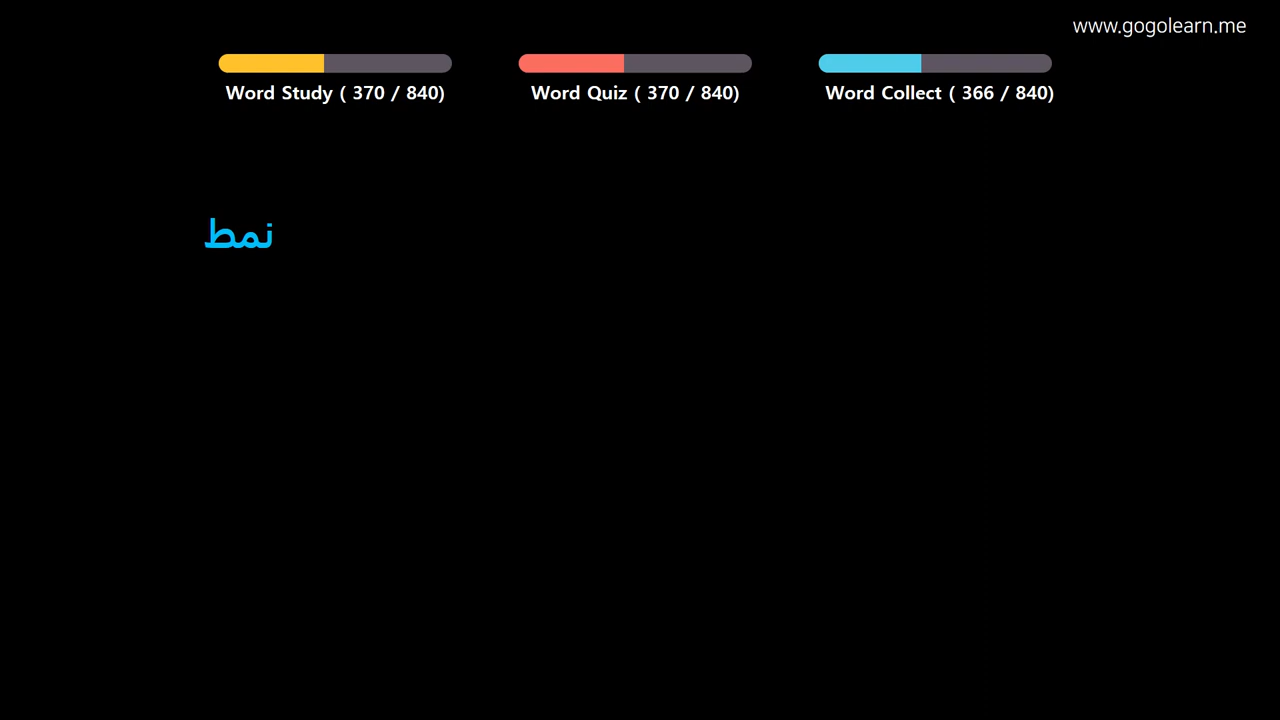 www.gogolearn.me
Word Study ( 370 / 840)
Word Quiz ( 370 / 840)
Word Collect ( 366 / 840)
نمط